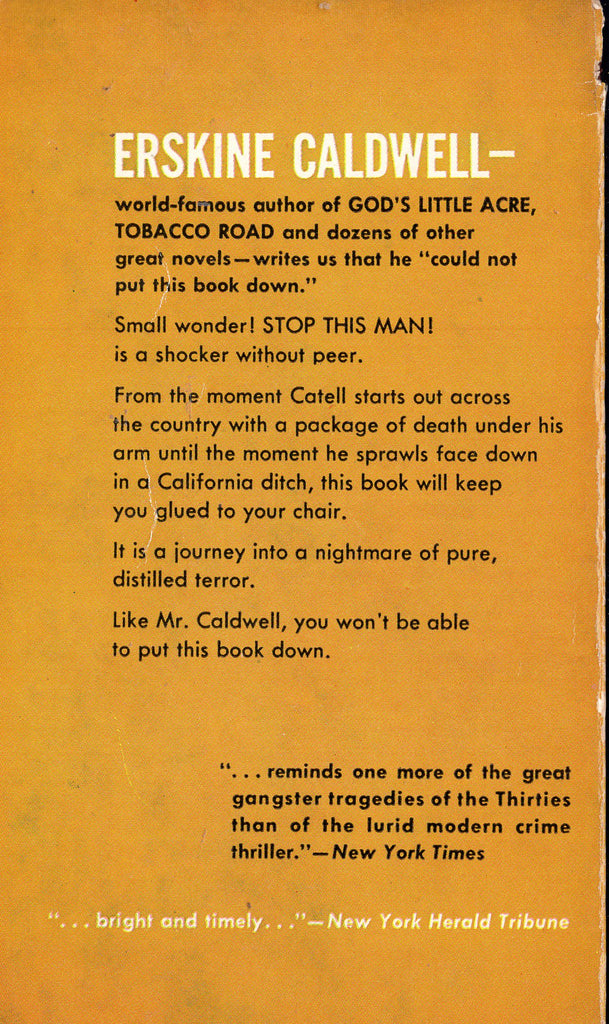 ERSKINE CALDWELL—
world-famous author of GOD'S LITTLE ACRE,
TOBACCO ROAD and dozens of other
great novels—writes us that he "could not
put this book down."
Small wonder! STOP THIS MAN!
is a shocker without peer.
From the moment Catell starts out across
the country with a package of death under his
arm until the moment he sprawls face down
in a California ditch, this book will keep
you glued to your chair.
It is a journey into a nightmare of pure,
distilled terror.
Like Mr. Caldwell, you won't be able
to put this book down.
"...reminds one more of the great
gangster tragedies of the Thirties
than of the lurid modern crime
thriller."—New York Times
"...bright and timely..."—New York Herald Tribune